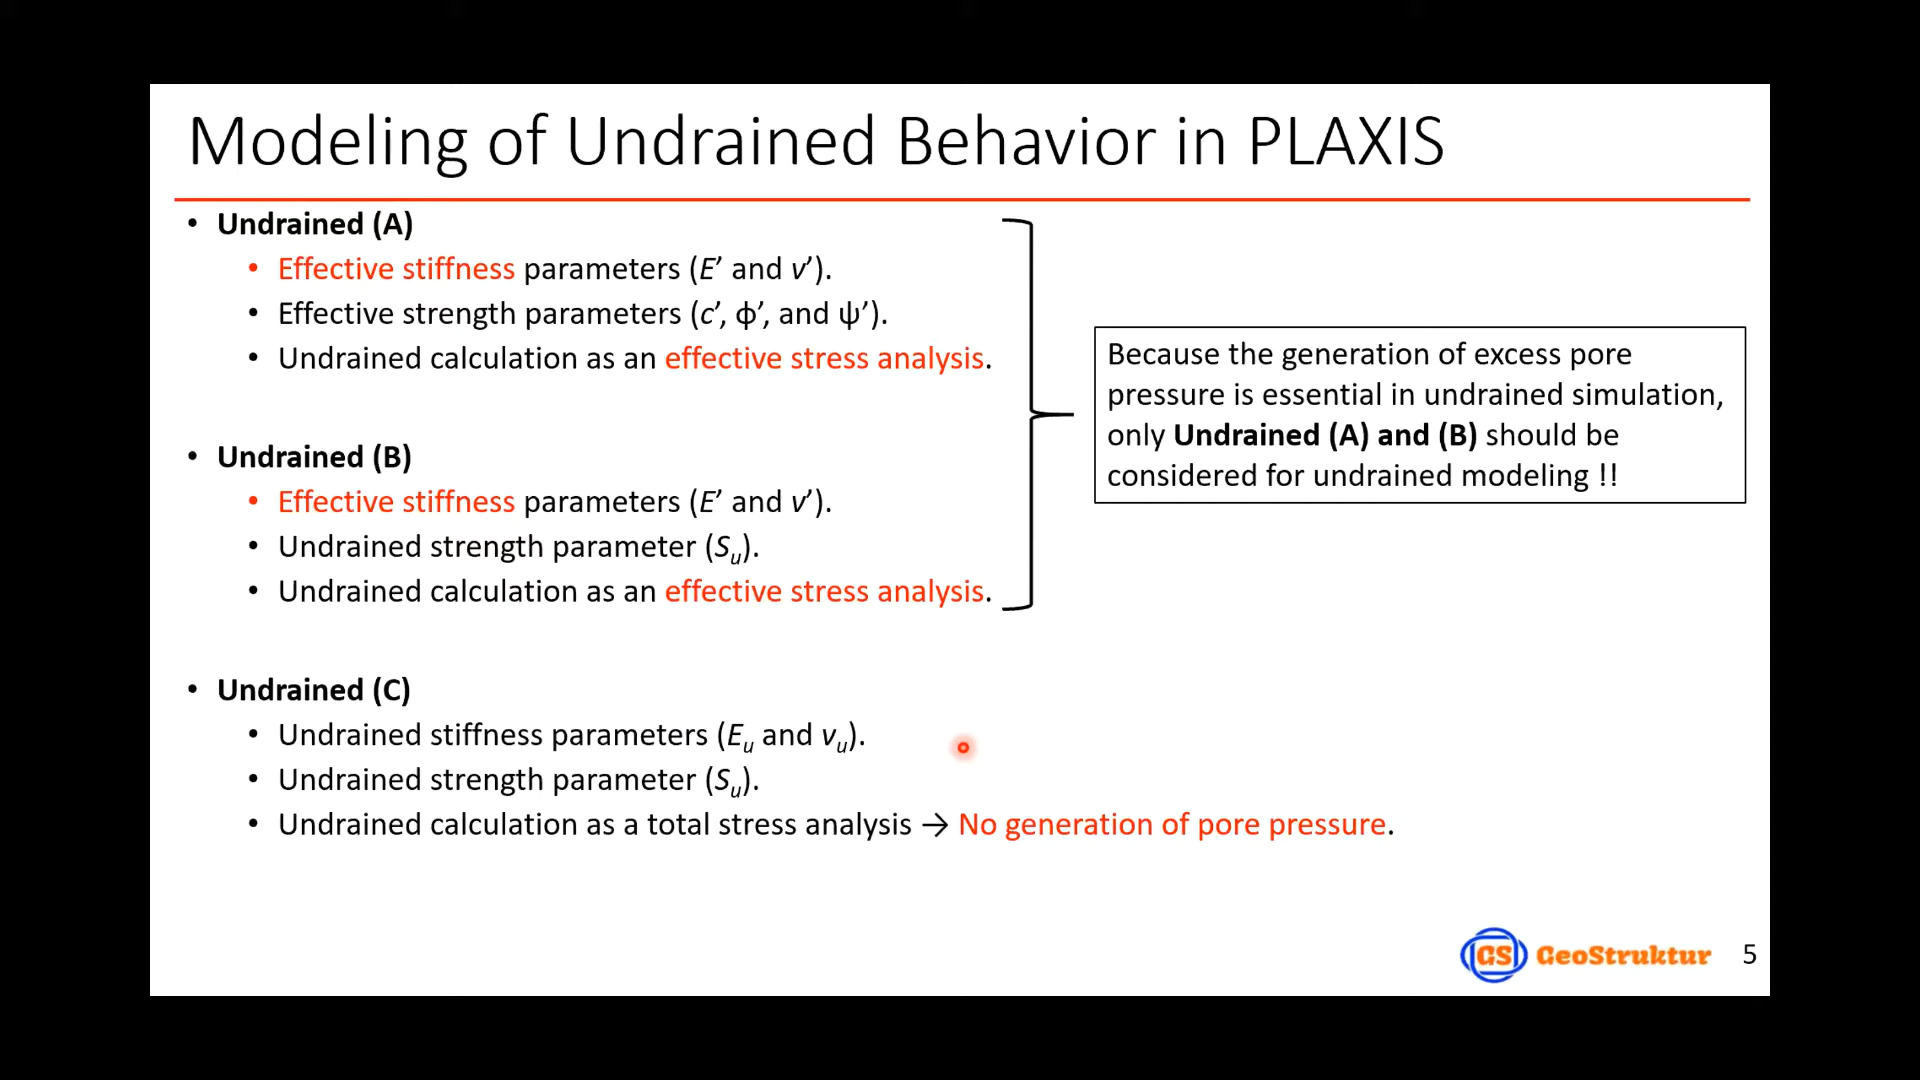 Modeling of Undrained Behavior in PLAXIS
• Undrained (A)
• Effective stiffness parameters (E’ and v’).
• Effective strength parameters (c’, ϕ’, and ψ’).
• Undrained calculation as an effective stress analysis.
• Undrained (B)
• Effective stiffness parameters (E’ and v’).
• Undrained strength parameter (Su).
• Undrained calculation as an effective stress analysis.
Because the generation of excess pore
pressure is essential in undrained simulation,
only Undrained (A) and (B) should be
considered for undrained modeling !!
• Undrained (C)
• Undrained stiffness parameters (Eu and vu).
• Undrained strength parameter (Su).
• Undrained calculation as a total stress analysis → No generation of pore pressure.
GS GeoStruktur 5